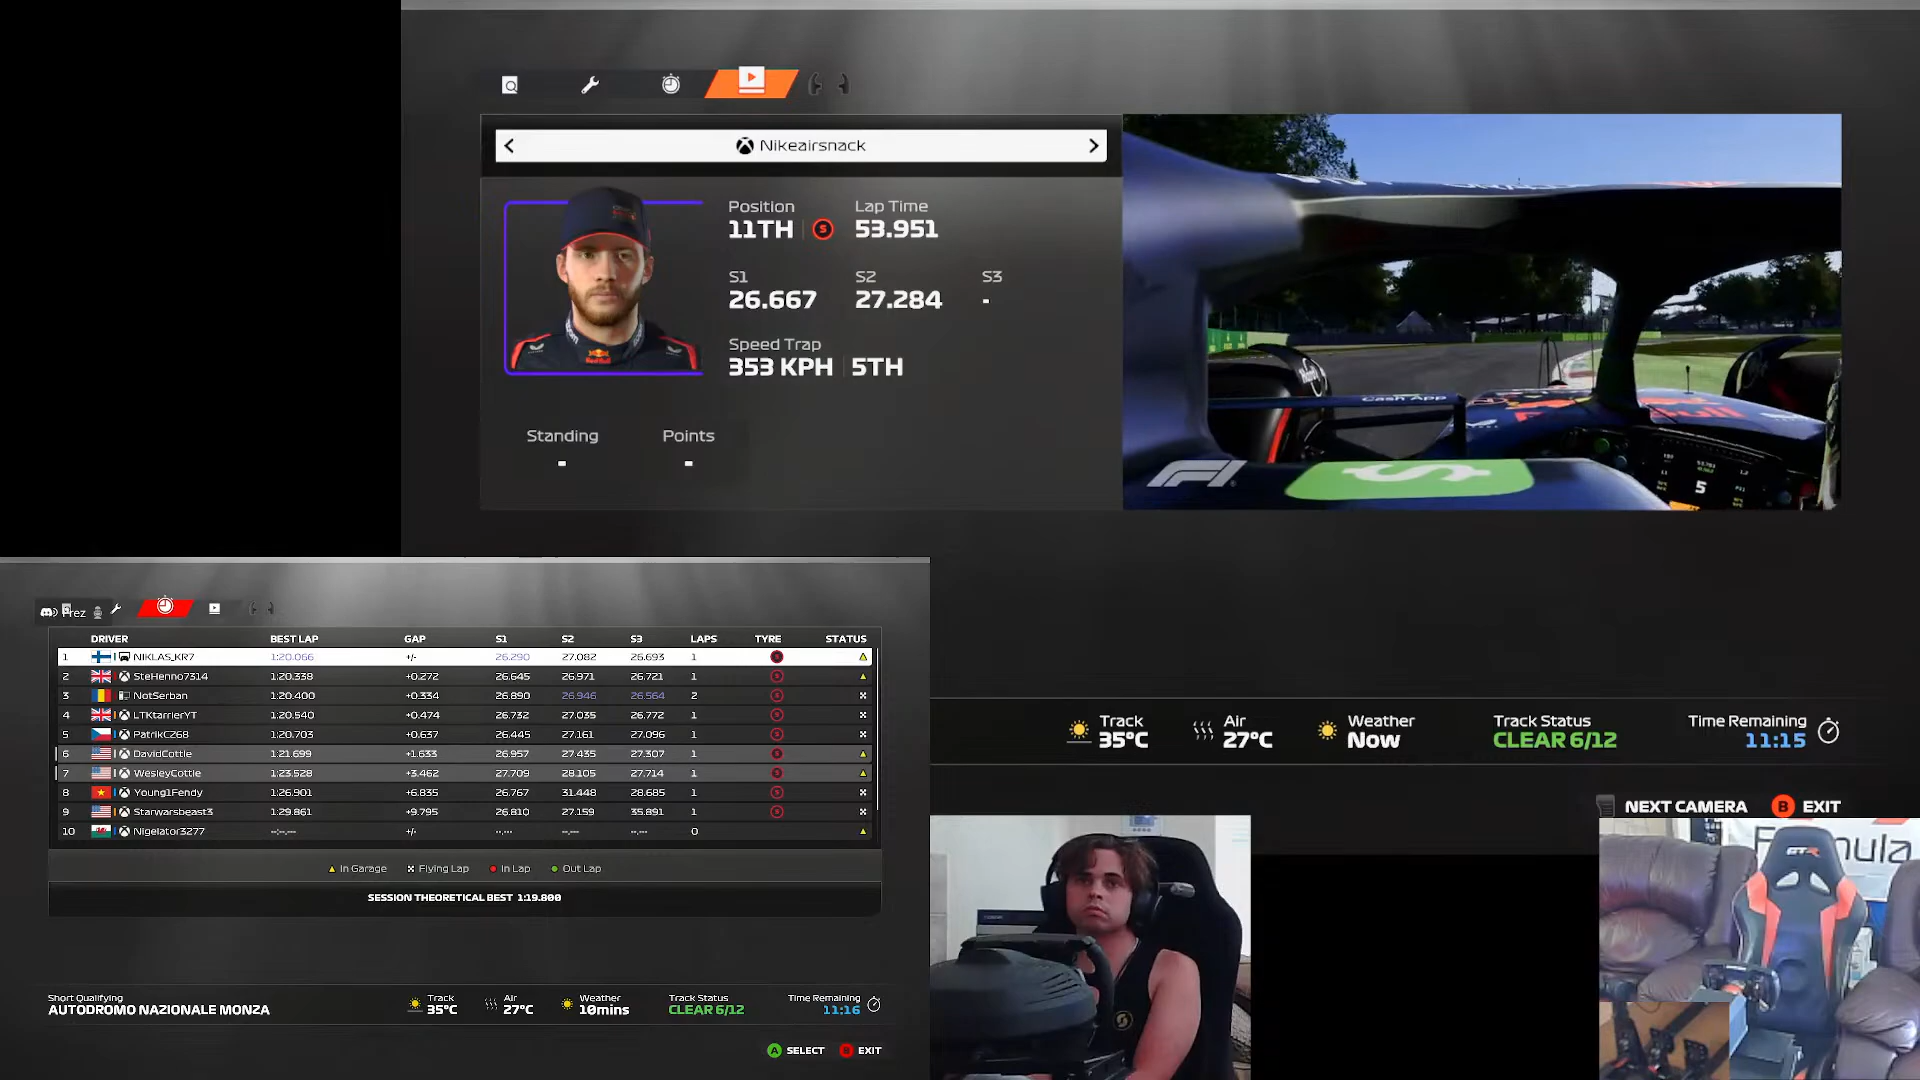 Nikeairsnack
Position
11TH
S
Lap Time
53.951
S1
26.667
S2
27.284
S3
-
Speed Trap
353 KPH 5TH
Standing
-
Points
-
Cash App
5
Track
35°C
Air
27°C
Weather
Now
Track Status
CLEAR 6/12
Time Remaining
11:15
NEXT CAMERA
B EXIT
Prez
DRIVER BEST LAP GAP S1 S2 S3 LAPS TYRE STATUS
1 NIKLAS_KR7 1:20.066 +/- 26.290 27.082 26.693 1 S
2 SteHenno7314 1:20.338 +0.272 26.645 26.971 26.721 1 S
3 NotSerban 1:20.400 +0.334 26.890 26.946 26.564 2 S
4 LTKtarrierYT 1:20.540 +0.474 26.732 27.035 26.772 1 S
5 PatrikCZ68 1:20.703 +0.637 26.445 27.161 27.096 1 S
6 DavidCottle 1:21.699 +1.633 26.957 27.435 27.307 1 S
7 WesleyCottle 1:23.528 +3.462 27.709 28.105 27.714 1 S
8 Young1Fendy 1:26.901 +6.835 26.767 31.448 28.685 1 S
9 Starwarsbeast3 1:29.861 +9.795 26.810 27.159 35.891 1 S
10 Nigelator3277 --:--.--- +/- --.--- --.--- --.--- 0
In Garage Flying Lap In Lap Out Lap
SESSION THEORETICAL BEST 1:19.800
Short Qualifying
AUTODROMO NAZIONALE MONZA
Track
35°C
Air
27°C
Weather
10mins
Track Status
CLEAR 6/12
Time Remaining
11:16
A SELECT B EXIT
GTR